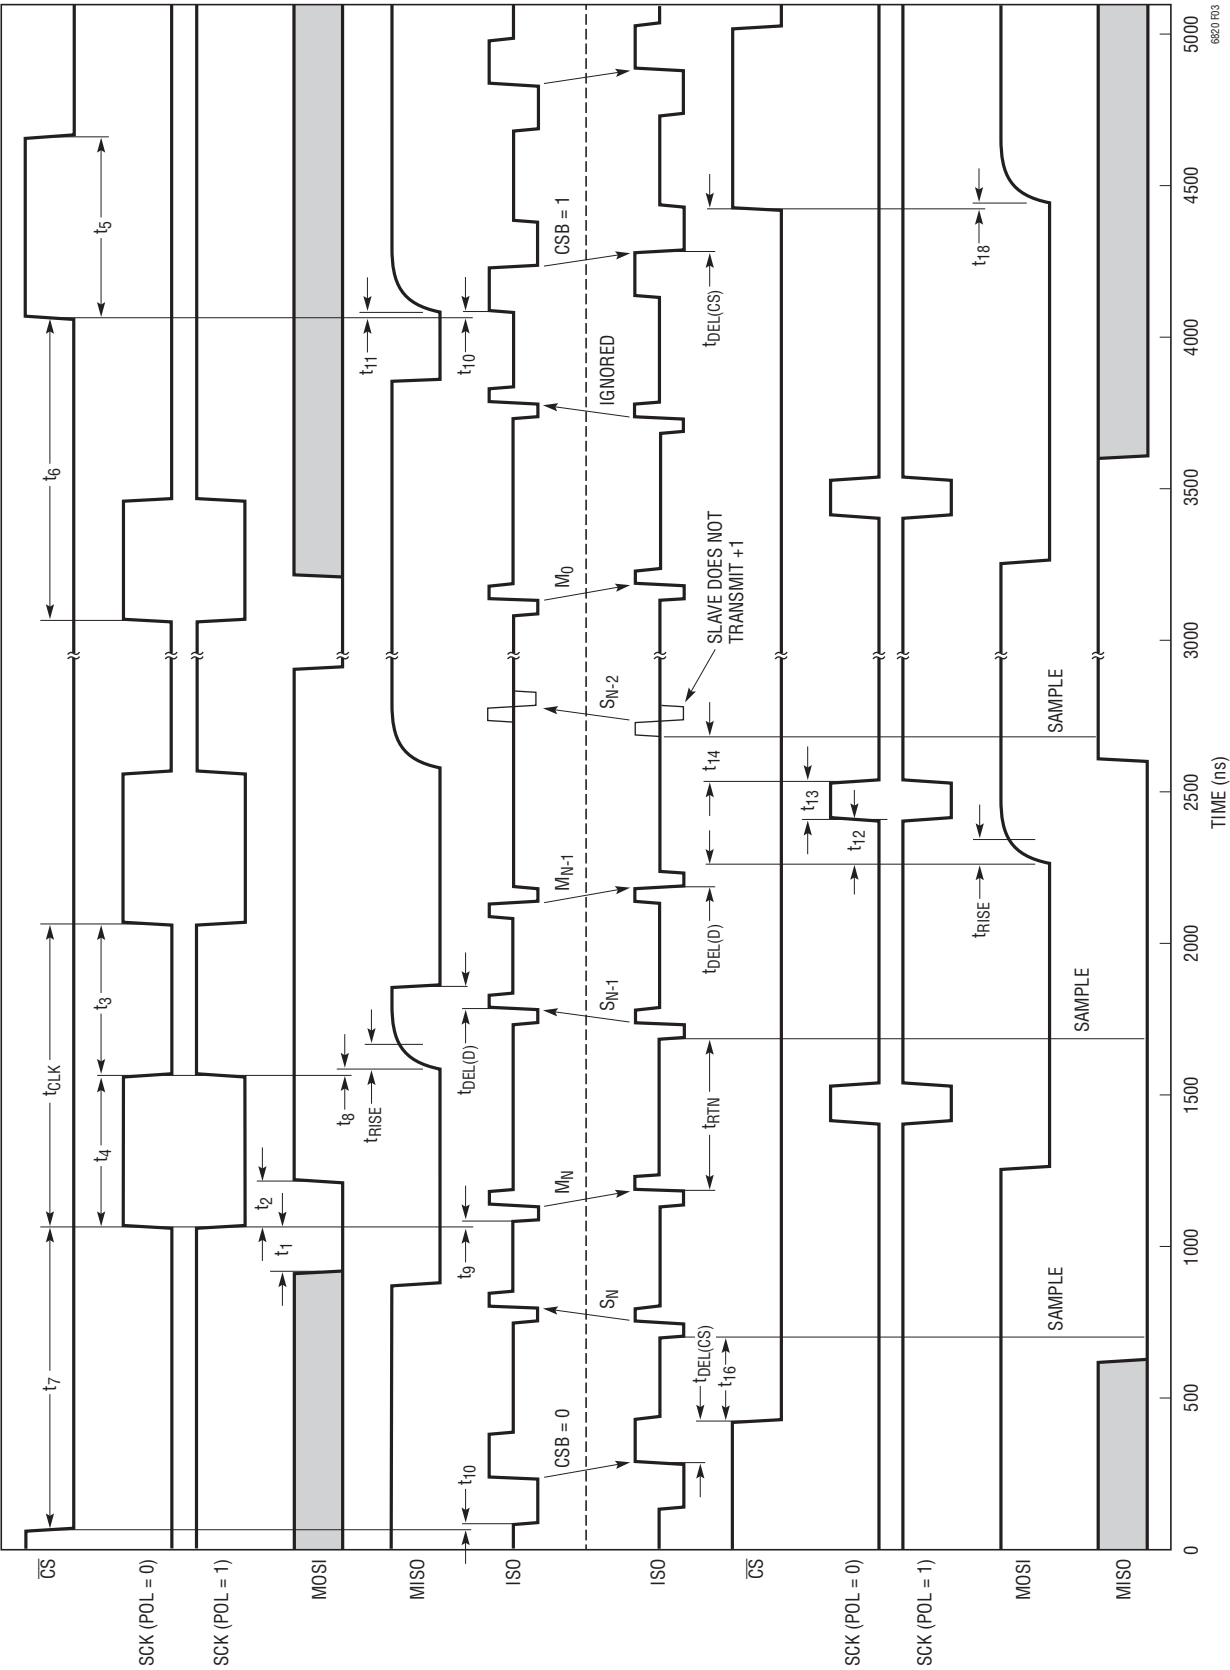 CS
t7
tCLK
t6
t5
SCK (POL = 0)
t4
t3
SCK (POL = 1)
MOSI
t1
t2
MISO
t8
tRISE
t11
t10
t9
tDEL(D)
t10
ISO
CSB = 0
SN
MN
SN-1
MN-1
SN-2
M0
IGNORED
CSB = 1
ISO
tDEL(CS)
t16
tRTN
tDEL(D)
t14
SLAVE DOES NOT
TRANSMIT +1
tDEL(CS)
CS
SCK (POL = 0)
t12
t13
SCK (POL = 1)
MOSI
tRISE
t18
SAMPLE
SAMPLE
SAMPLE
MISO
0
500
1000
1500
2000
2500
3000
3500
4000
4500
5000
TIME (ns)
6820 F03